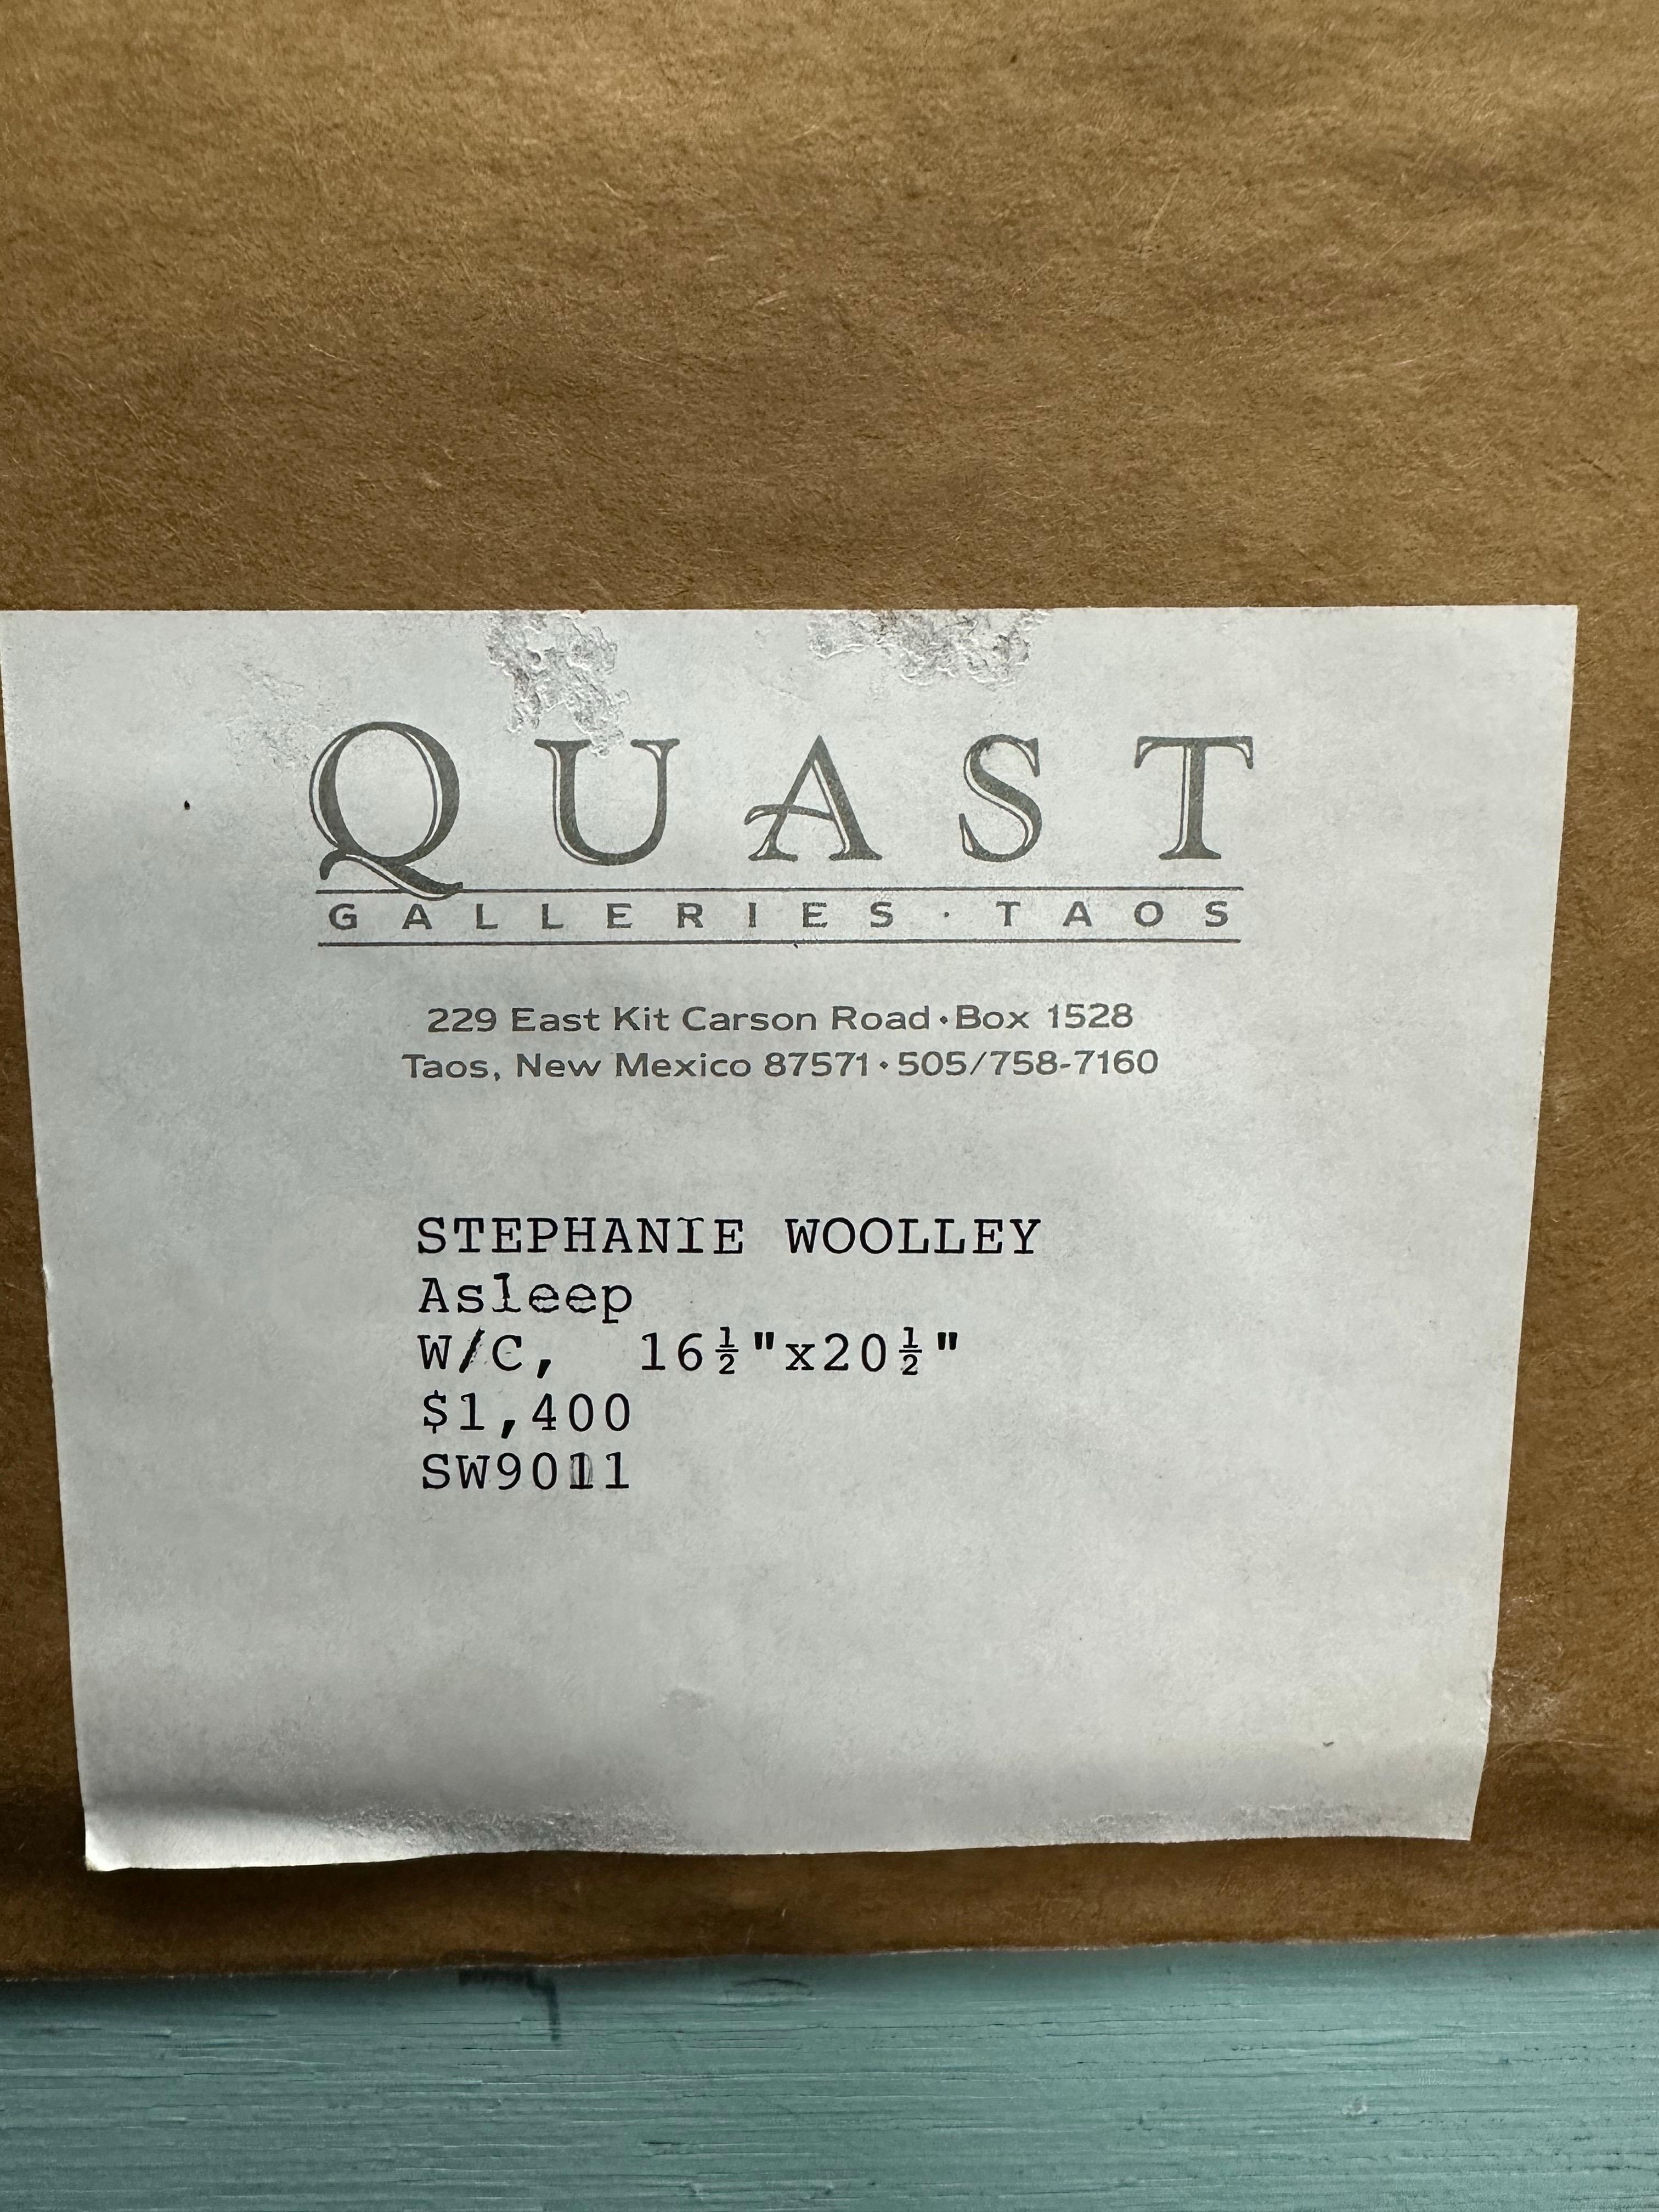 QUAST
GALLERIES · TAOS
229 East Kit Carson Road · Box 1528
Taos, New Mexico 87571 · 505/758-7160
STEPHANIE WOOLLEY
Asleep
W/C, 16½"x20½"
$1,400
SW9011